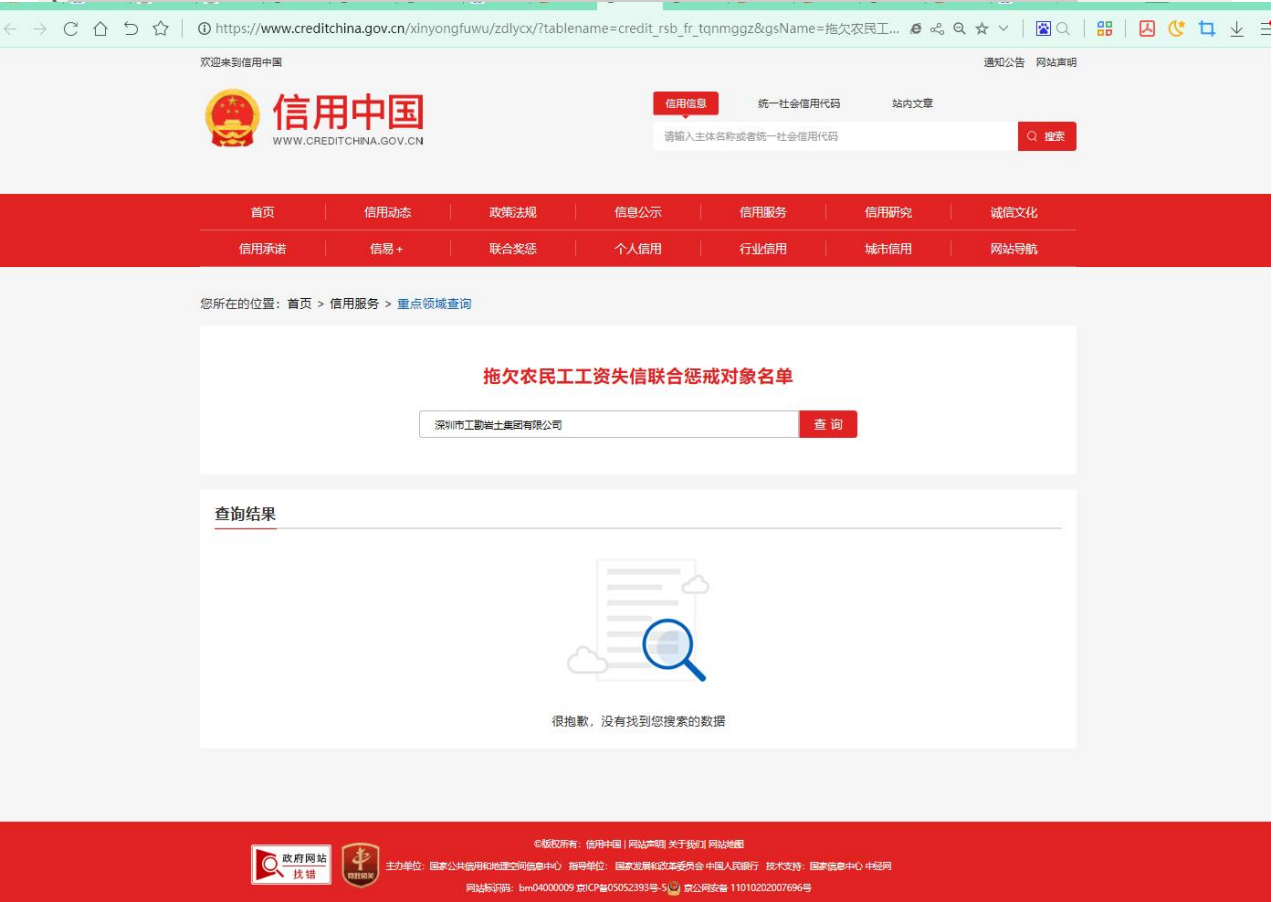 https://www.creditchina.gov.cn/xinyongfuwu/zdlycx/?tablename=credit_rsb_fr_tqnmggz&gsName=拖欠农民工...
欢迎来到信用中国
通知公告 网站声明
信用中国
WWW.CREDITCHINA.GOV.CN
信用信息 统一社会信用代码 站内文章
请输入主体名称或者统一社会信用代码 搜索
首页 信用动态 政策法规 信息公示 信用服务 信用研究 诚信文化
信用承诺 信易+ 联合奖惩 个人信用 行业信用 城市信用 网站导航
您所在的位置：首页 > 信用服务 > 重点领域查询
拖欠农民工工资失信联合惩戒对象名单
深圳市工勘岩土集团有限公司 查 询
查询结果
很抱歉，没有找到您搜索的数据
©版权所有：信用中国 | 网站声明| 关于我们| 网站地图
政府网站
找错
党政机关
主办单位：国家公共信用和地理空间信息中心 指导单位：国家发展和改革委员会 中国人民银行 技术支持：国家信息中心 中经网
网站标识码：bm04000009 京ICP备05052393号-5 京公网安备 11010202007696号